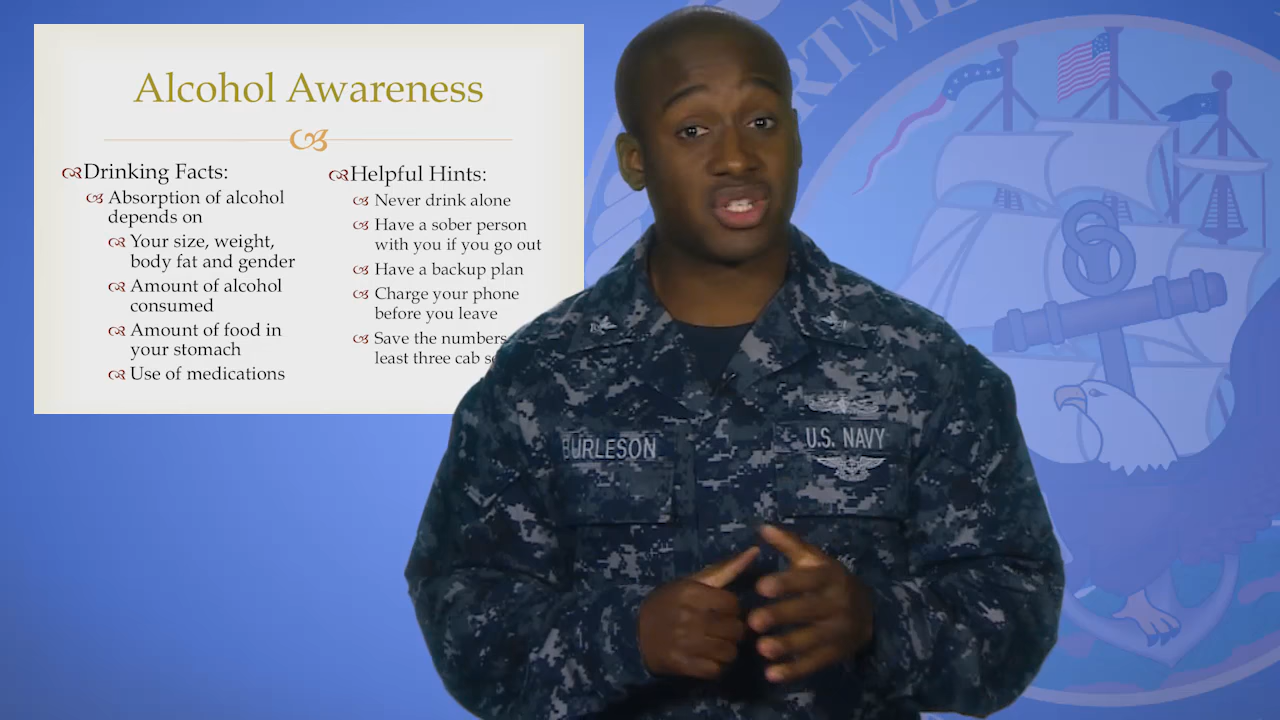 Alcohol Awareness
Drinking Facts:
Absorption of alcohol
depends on
Your size, weight,
body fat and gender
Amount of alcohol
consumed
Amount of food in
your stomach
Use of medications
Helpful Hints:
Never drink alone
Have a sober person
with you if you go out
Have a backup plan
Charge your phone
before you leave
Save the numbers
least three cab
BURLESON
U.S. NAVY